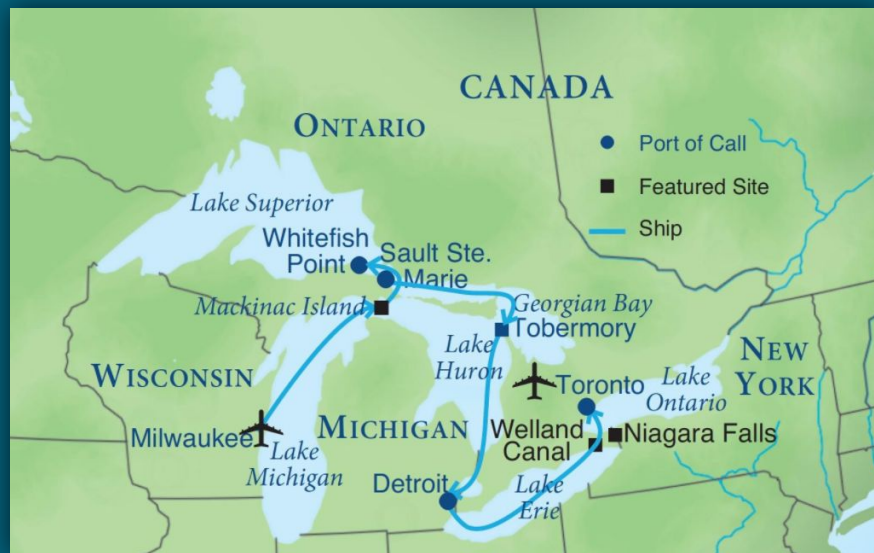 CANADA
ONTARIO
Port of Call
Featured Site
Ship
Lake Superior
Whitefish
Point
Sault Ste.
Marie
Mackinac Island
Georgian Bay
Tobermory
Lake
Huron
WISCONSIN
NEW
YORK
Toronto
Lake
Ontario
Milwaukee
MICHIGAN
Lake
Michigan
Welland
Canal
Niagara Falls
Detroit
Lake
Erie